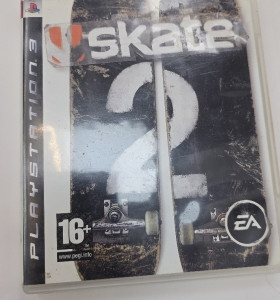 PLAYSTATION 3
skate
2
16+
www.pegi.info
EA